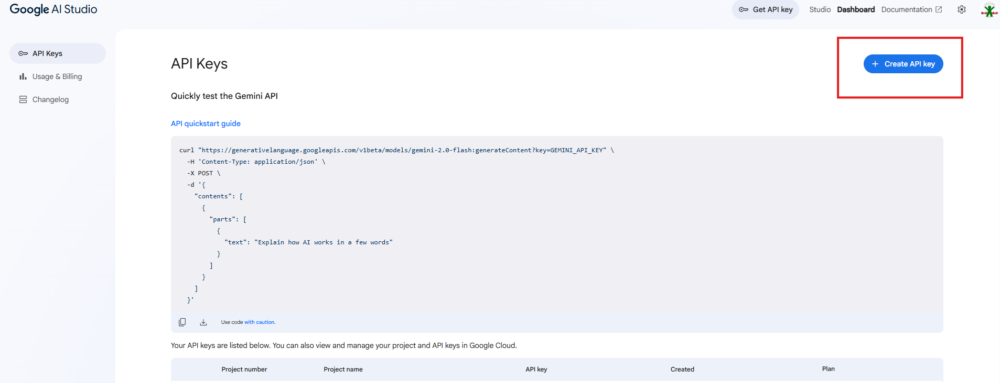 Google AI Studio
Get API key
Studio
Dashboard
Documentation
API Keys
Usage & Billing
Changelog
API Keys
Create API key
Quickly test the Gemini API
API quickstart guide
curl "https://generativelanguage.googleapis.com/v1beta/models/gemini-2.0-flash:generateContent?key=GEMINI_API_KEY" \
  -H 'Content-Type: application/json' \
  -X POST \
  -d '{
    "contents": [
      {
        "parts": [
          {
            "text": "Explain how AI works in a few words"
          }
        ]
      }
    ]
  }'
Use code with caution.
Your API keys are listed below. You can also view and manage your project and API keys in Google Cloud.
Project number
Project name
API key
Created
Plan